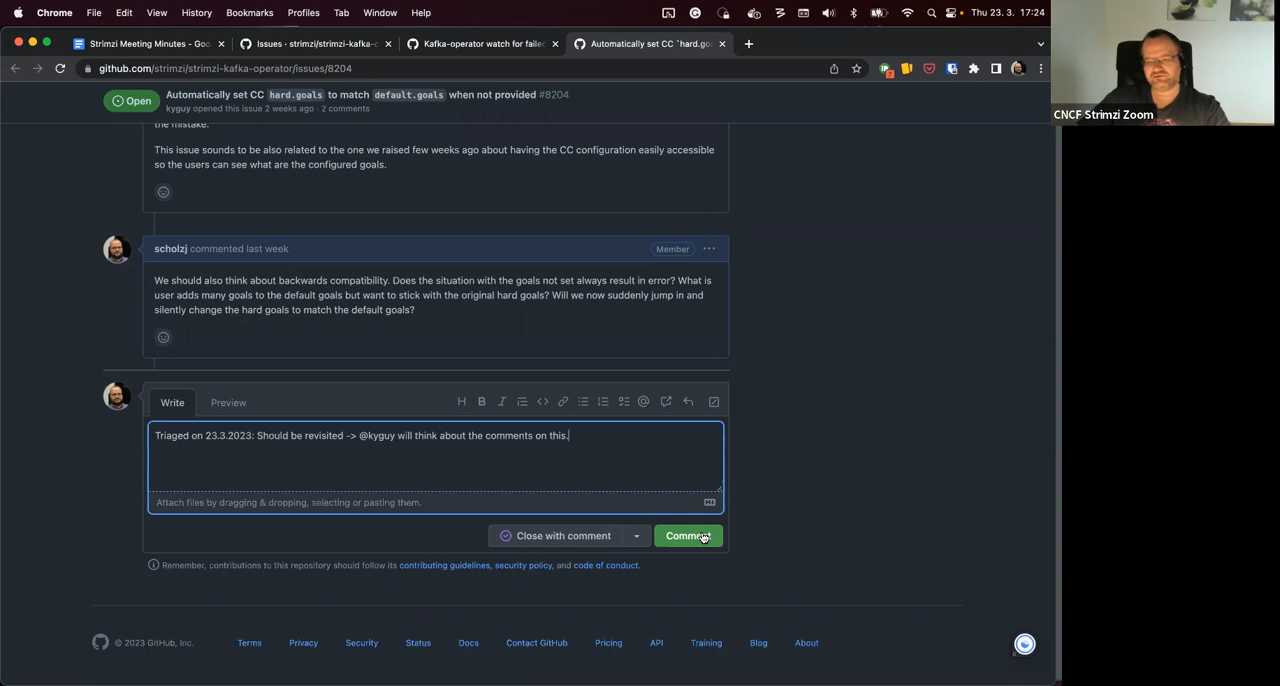 Chrome File Edit View History Bookmarks Profiles Tab Window Help Thu 23. 3. 17:24
Strimzi Meeting Minutes - Goo
Issues · strimzi/strimzi-kafka-c
Kafka-operator watch for failed
Automatically set CC `hard.goa
github.com/strimzi/strimzi-kafka-operator/issues/8204
7
CNCF Strimzi Zoom
Open
Automatically set CC hard.goals to match default.goals when not provided #8204
kyguy opened this issue 2 weeks ago · 2 comments
the mistake.
This issue sounds to be also related to the one we raised few weeks ago about having the CC configuration easily accessible
so the users can see what are the configured goals.
scholzj commented last week
Member
We should also think about backwards compatibility. Does the situation with the goals not set always result in error? What is
user adds many goals to the default goals but want to stick with the original hard goals? Will we now suddenly jump in and
silently change the hard goals to match the default goals?
Write Preview
Triaged on 23.3.2023: Should be revisited -> @kyguy will think about the comments on this.
Attach files by dragging & dropping, selecting or pasting them.
Close with comment
Comment
Remember, contributions to this repository should follow its contributing guidelines, security policy, and code of conduct.
© 2023 GitHub, Inc. Terms Privacy Security Status Docs Contact GitHub Pricing API Training Blog About